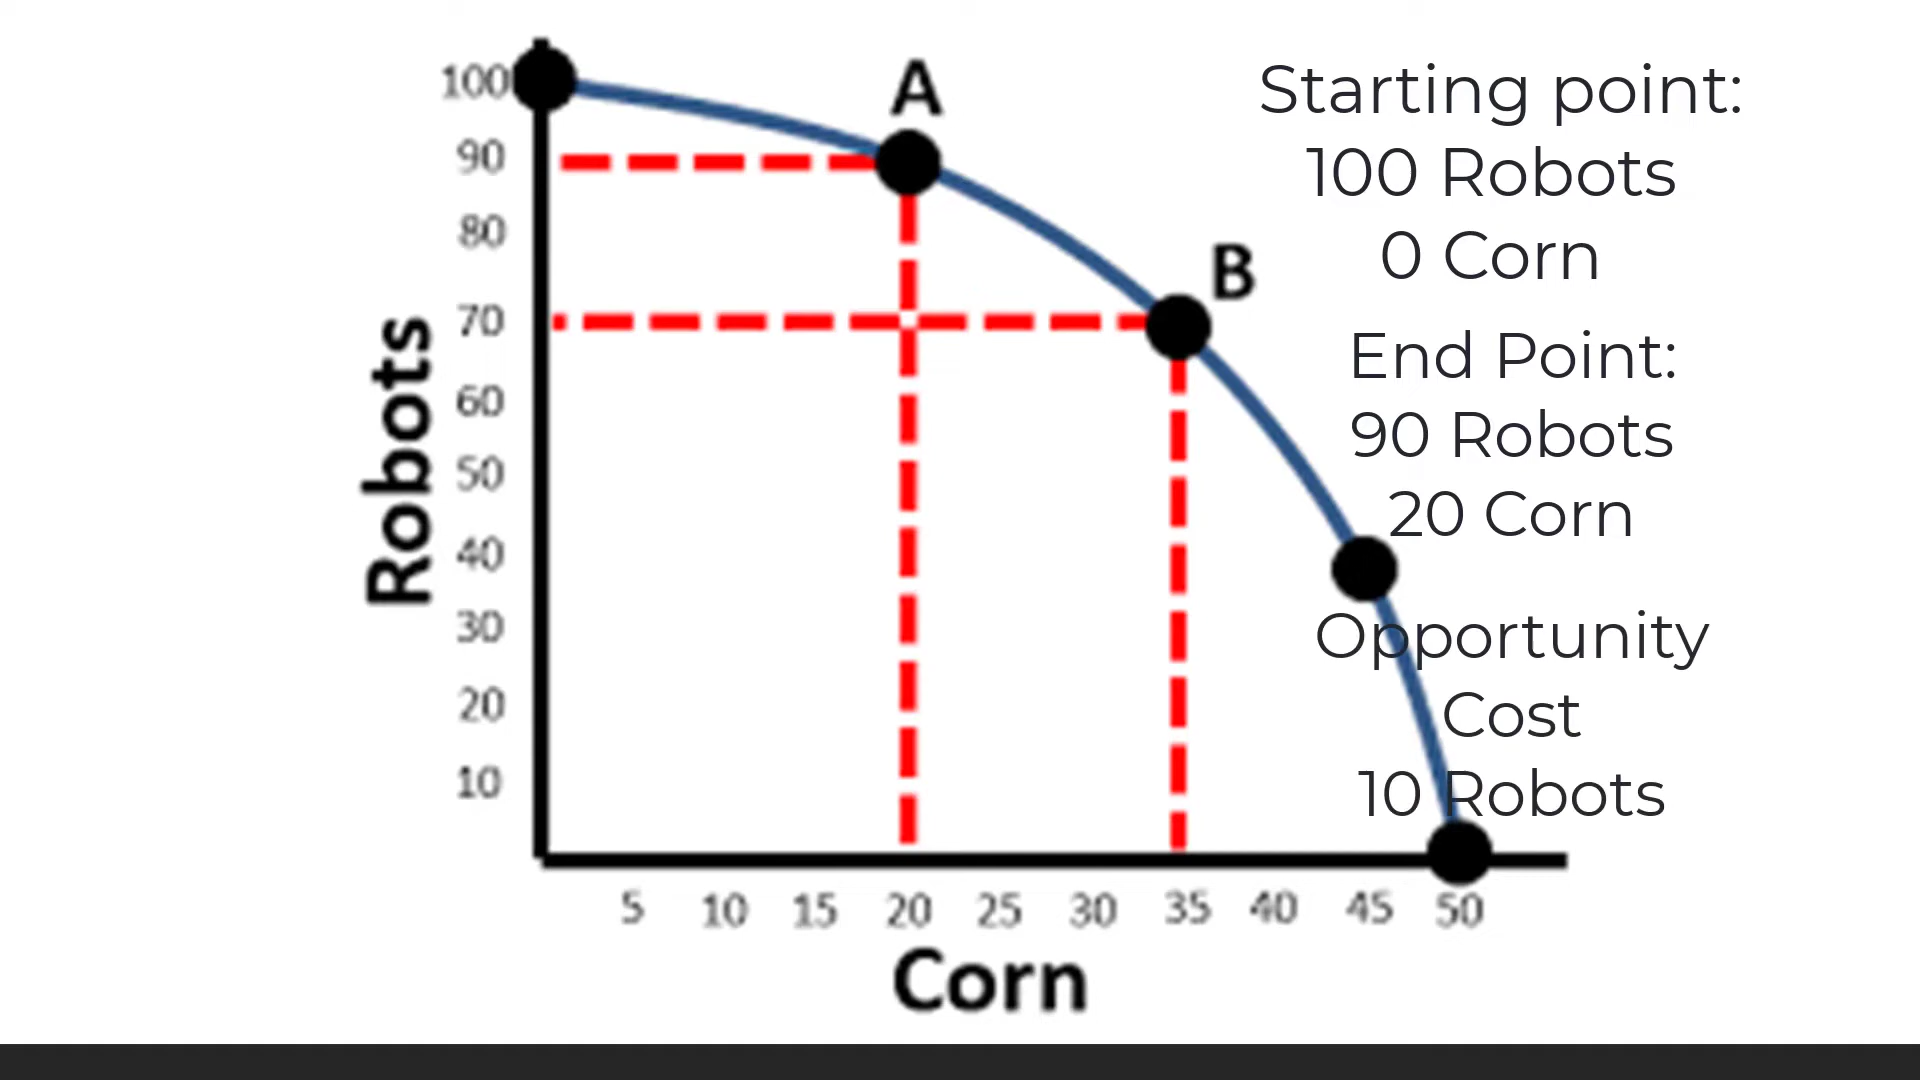 100
90
80
70
60
50
40
30
20
10
Robots
A
B
5 10 15 20 25 30 35 40 45 50
Corn
Starting point:
100 Robots
0 Corn
End Point:
90 Robots
20 Corn
Opportunity
Cost
10 Robots